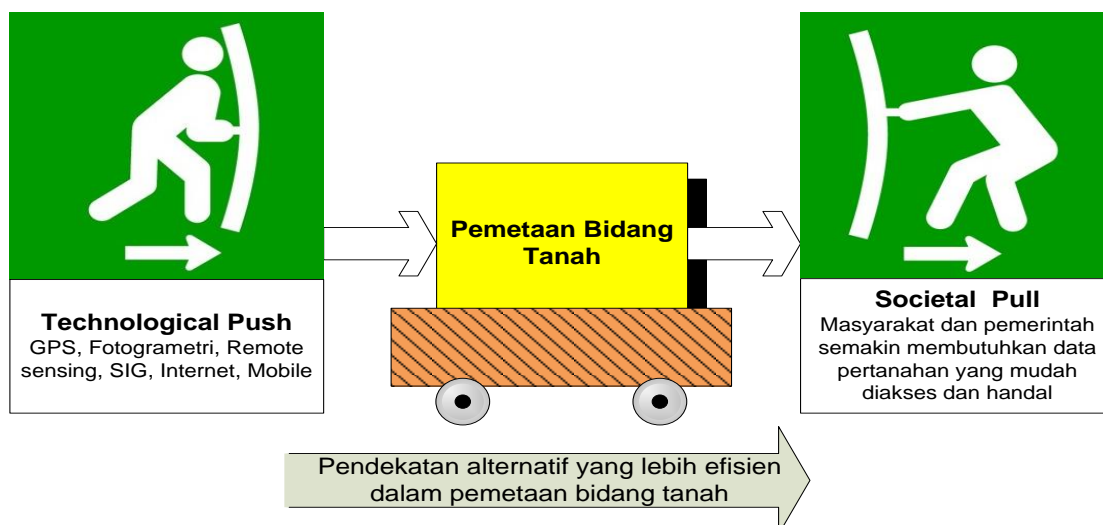 Technological Push
GPS, Fotogrametri, Remote
sensing, SIG, Internet, Mobile
Pemetaan Bidang
Tanah
Societal Pull
Masyarakat dan pemerintah
semakin membutuhkan data
pertanahan yang mudah
diakses dan handal
Pendekatan alternatif yang lebih efisien
dalam pemetaan bidang tanah